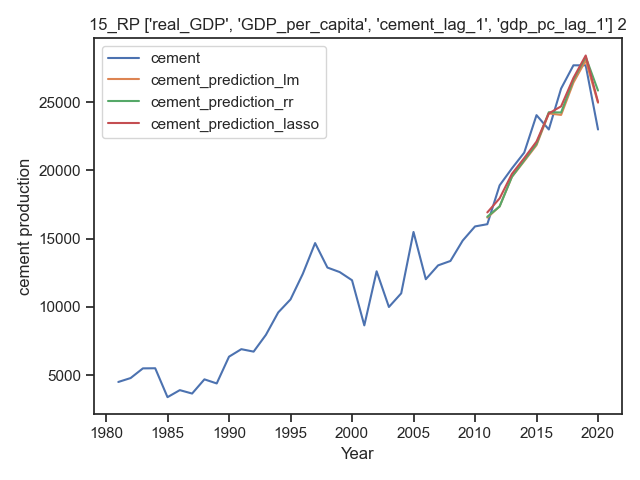 15_RP ['real_GDP', 'GDP_per_capita', 'cement_lag_1', 'gdp_pc_lag_1'] 2
cement
cement_prediction_lm
cement_prediction_rr
cement_prediction_lasso
cement production
25000
20000
15000
10000
5000
1980 1985 1990 1995 2000 2005 2010 2015 2020
Year